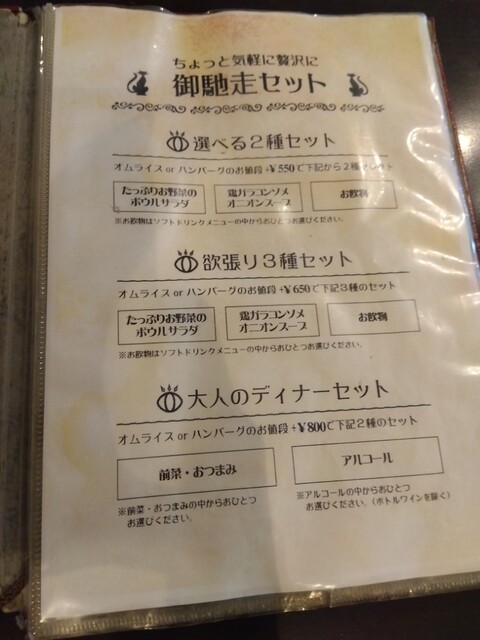 ちょっと気軽に贅沢に
御馳走セット
選べる2種セット
オムライス or ハンバーグのお値段 +¥550で下記から2種のセット
たっぷりお野菜の
ボウルサラダ
鶏ガラコンソメ
オニオンスープ
お飲物
※お飲物はソフトドリンクメニューの中からおひとつお選びください。
欲張り3種セット
オムライス or ハンバーグのお値段 +¥650で下記3種のセット
たっぷりお野菜の
ボウルサラダ
鶏ガラコンソメ
オニオンスープ
お飲物
※お飲物はソフトドリンクメニューの中からおひとつお選びください。
大人のディナーセット
オムライス or ハンバーグのお値段 +¥800で下記2種のセット
前菜・おつまみ
アルコール
※前菜・おつまみの中からおひとつ
お選びください。
※アルコールの中からおひとつ
お選びください。(ボトルワインを除く)